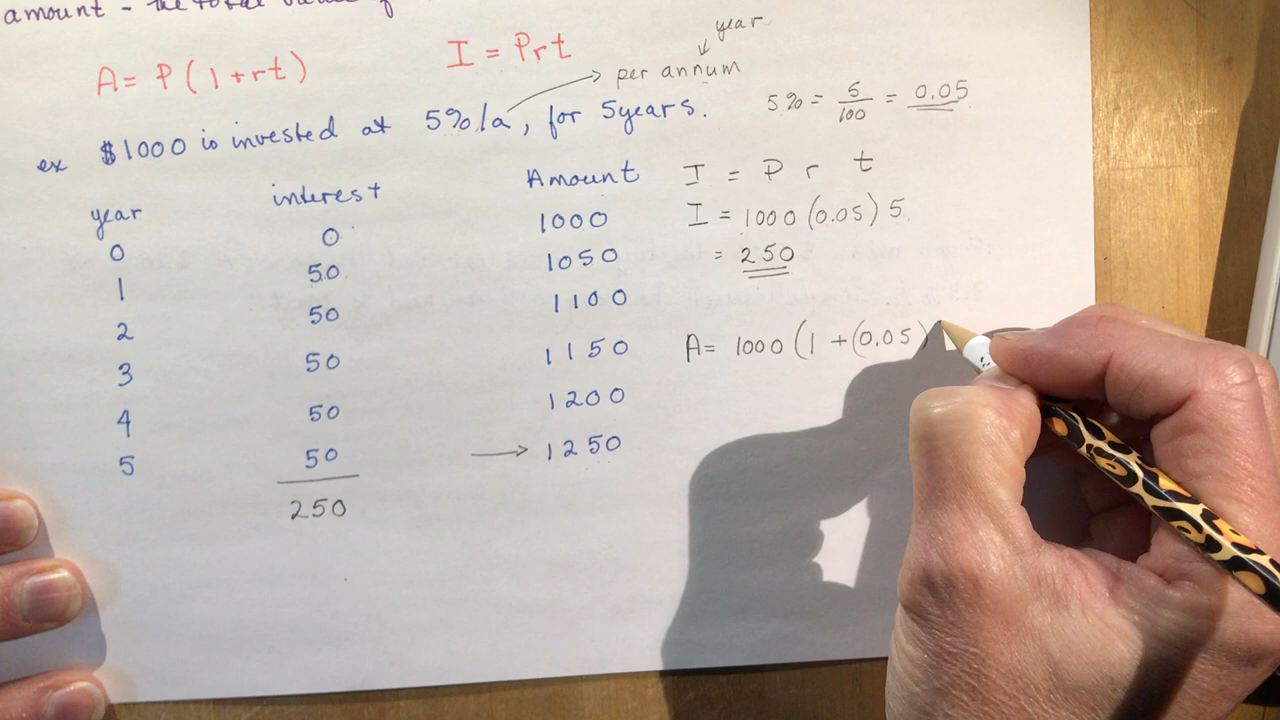 amount - the total value of
A = P(1+rt) I = Prt
year
per annum
ex $1000 is invested at 5%/a, for 5years.
5% = 5/100 = 0.05
year interest Amount
0 0 1000
1 50 1050
2 50 1100
3 50 1150
4 50 1200
5 50 → 1250
250
I = P r t
I = 1000(0.05)5
= 250
A= 1000(1+(0.05)